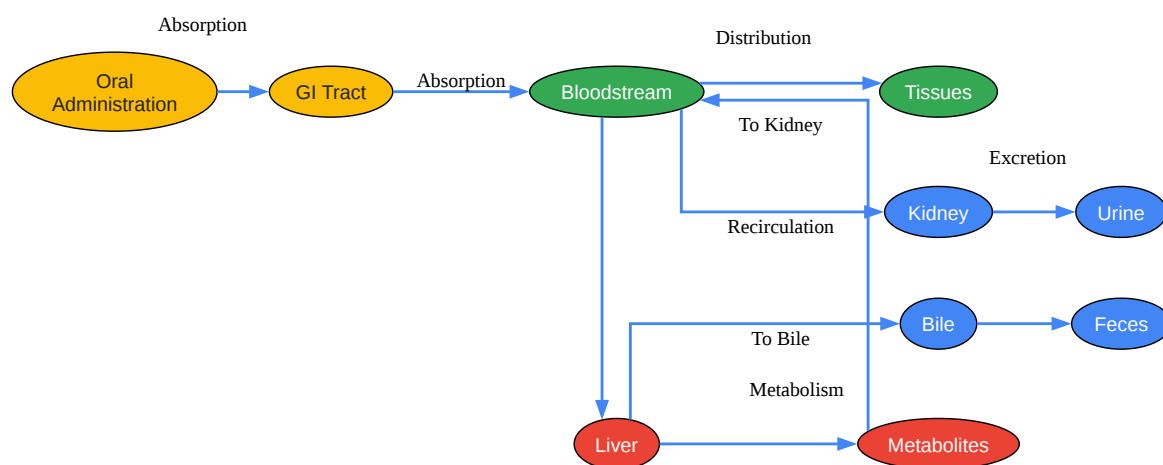 Absorption
Distribution
Oral
Administration
GI Tract
Absorption
Bloodstream
Tissues
To Kidney
Excretion
Kidney
Urine
Recirculation
Bile
Feces
To Bile
Metabolism
Liver
Metabolites